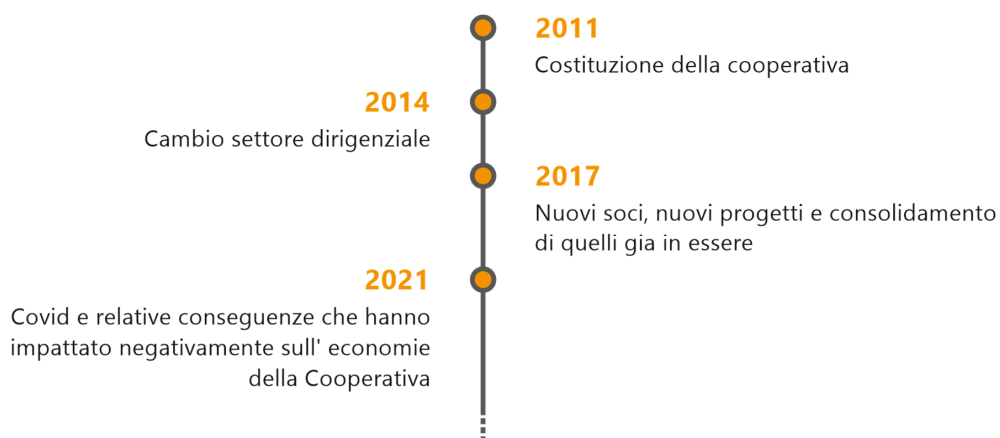 2011
Costituzione della cooperativa
2014
Cambio settore dirigenziale
2017
Nuovi soci, nuovi progetti e consolidamento
di quelli gia in essere
2021
Covid e relative conseguenze che hanno
impattato negativamente sull' economie
della Cooperativa